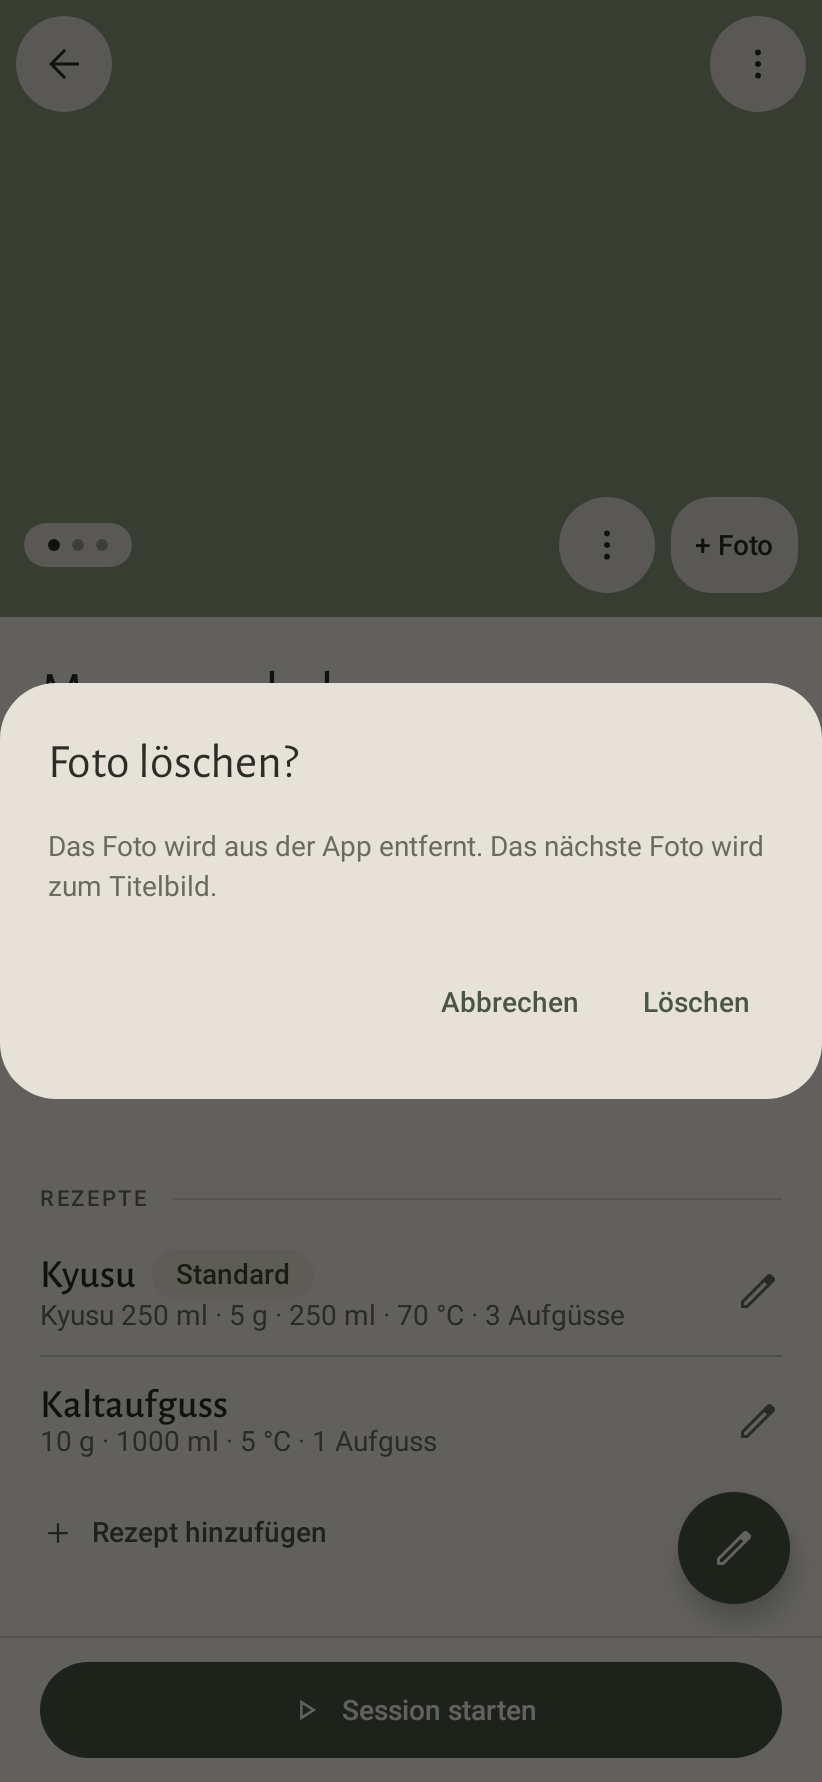 + Foto
Foto löschen?
Das Foto wird aus der App entfernt. Das nächste Foto wird
zum Titelbild.
Abbrechen Löschen
REZEPTE
Kyusu Standard
Kyusu 250 ml · 5 g · 250 ml · 70 °C · 3 Aufgüsse
Kaltaufguss
10 g · 1000 ml · 5 °C · 1 Aufguss
+ Rezept hinzufügen
Session starten